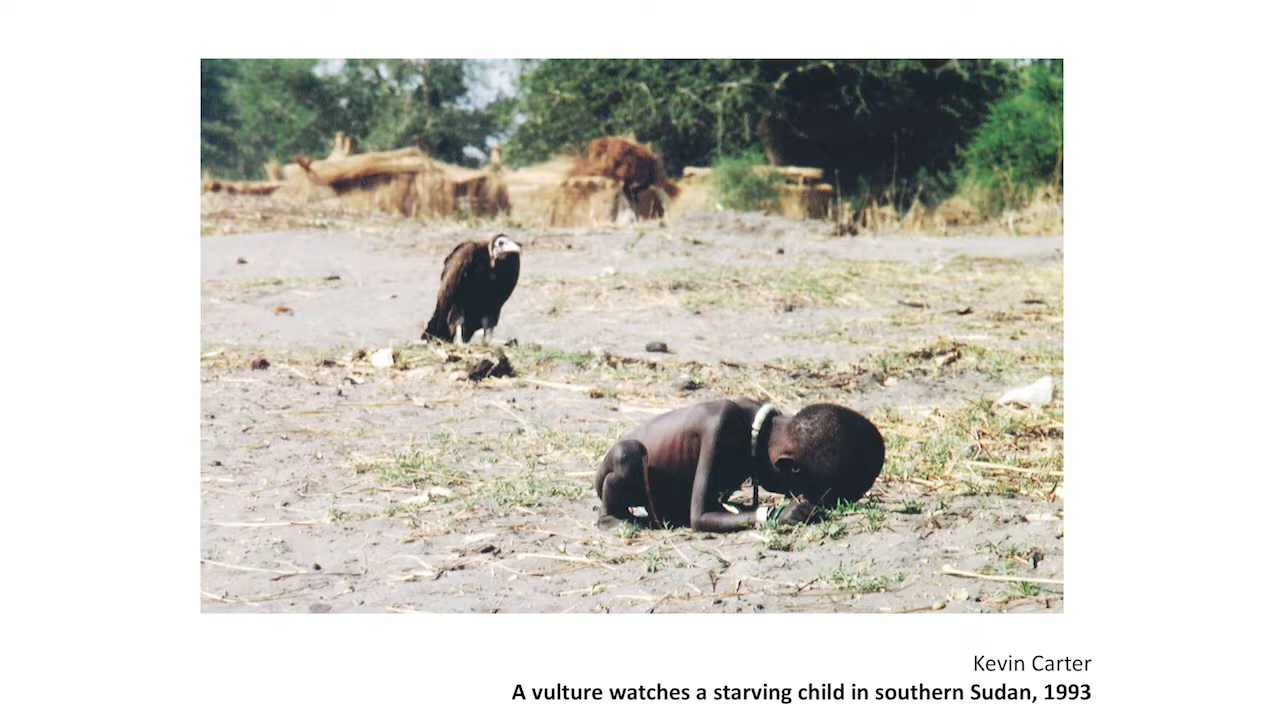 Kevin Carter
A vulture watches a starving child in southern Sudan, 1993